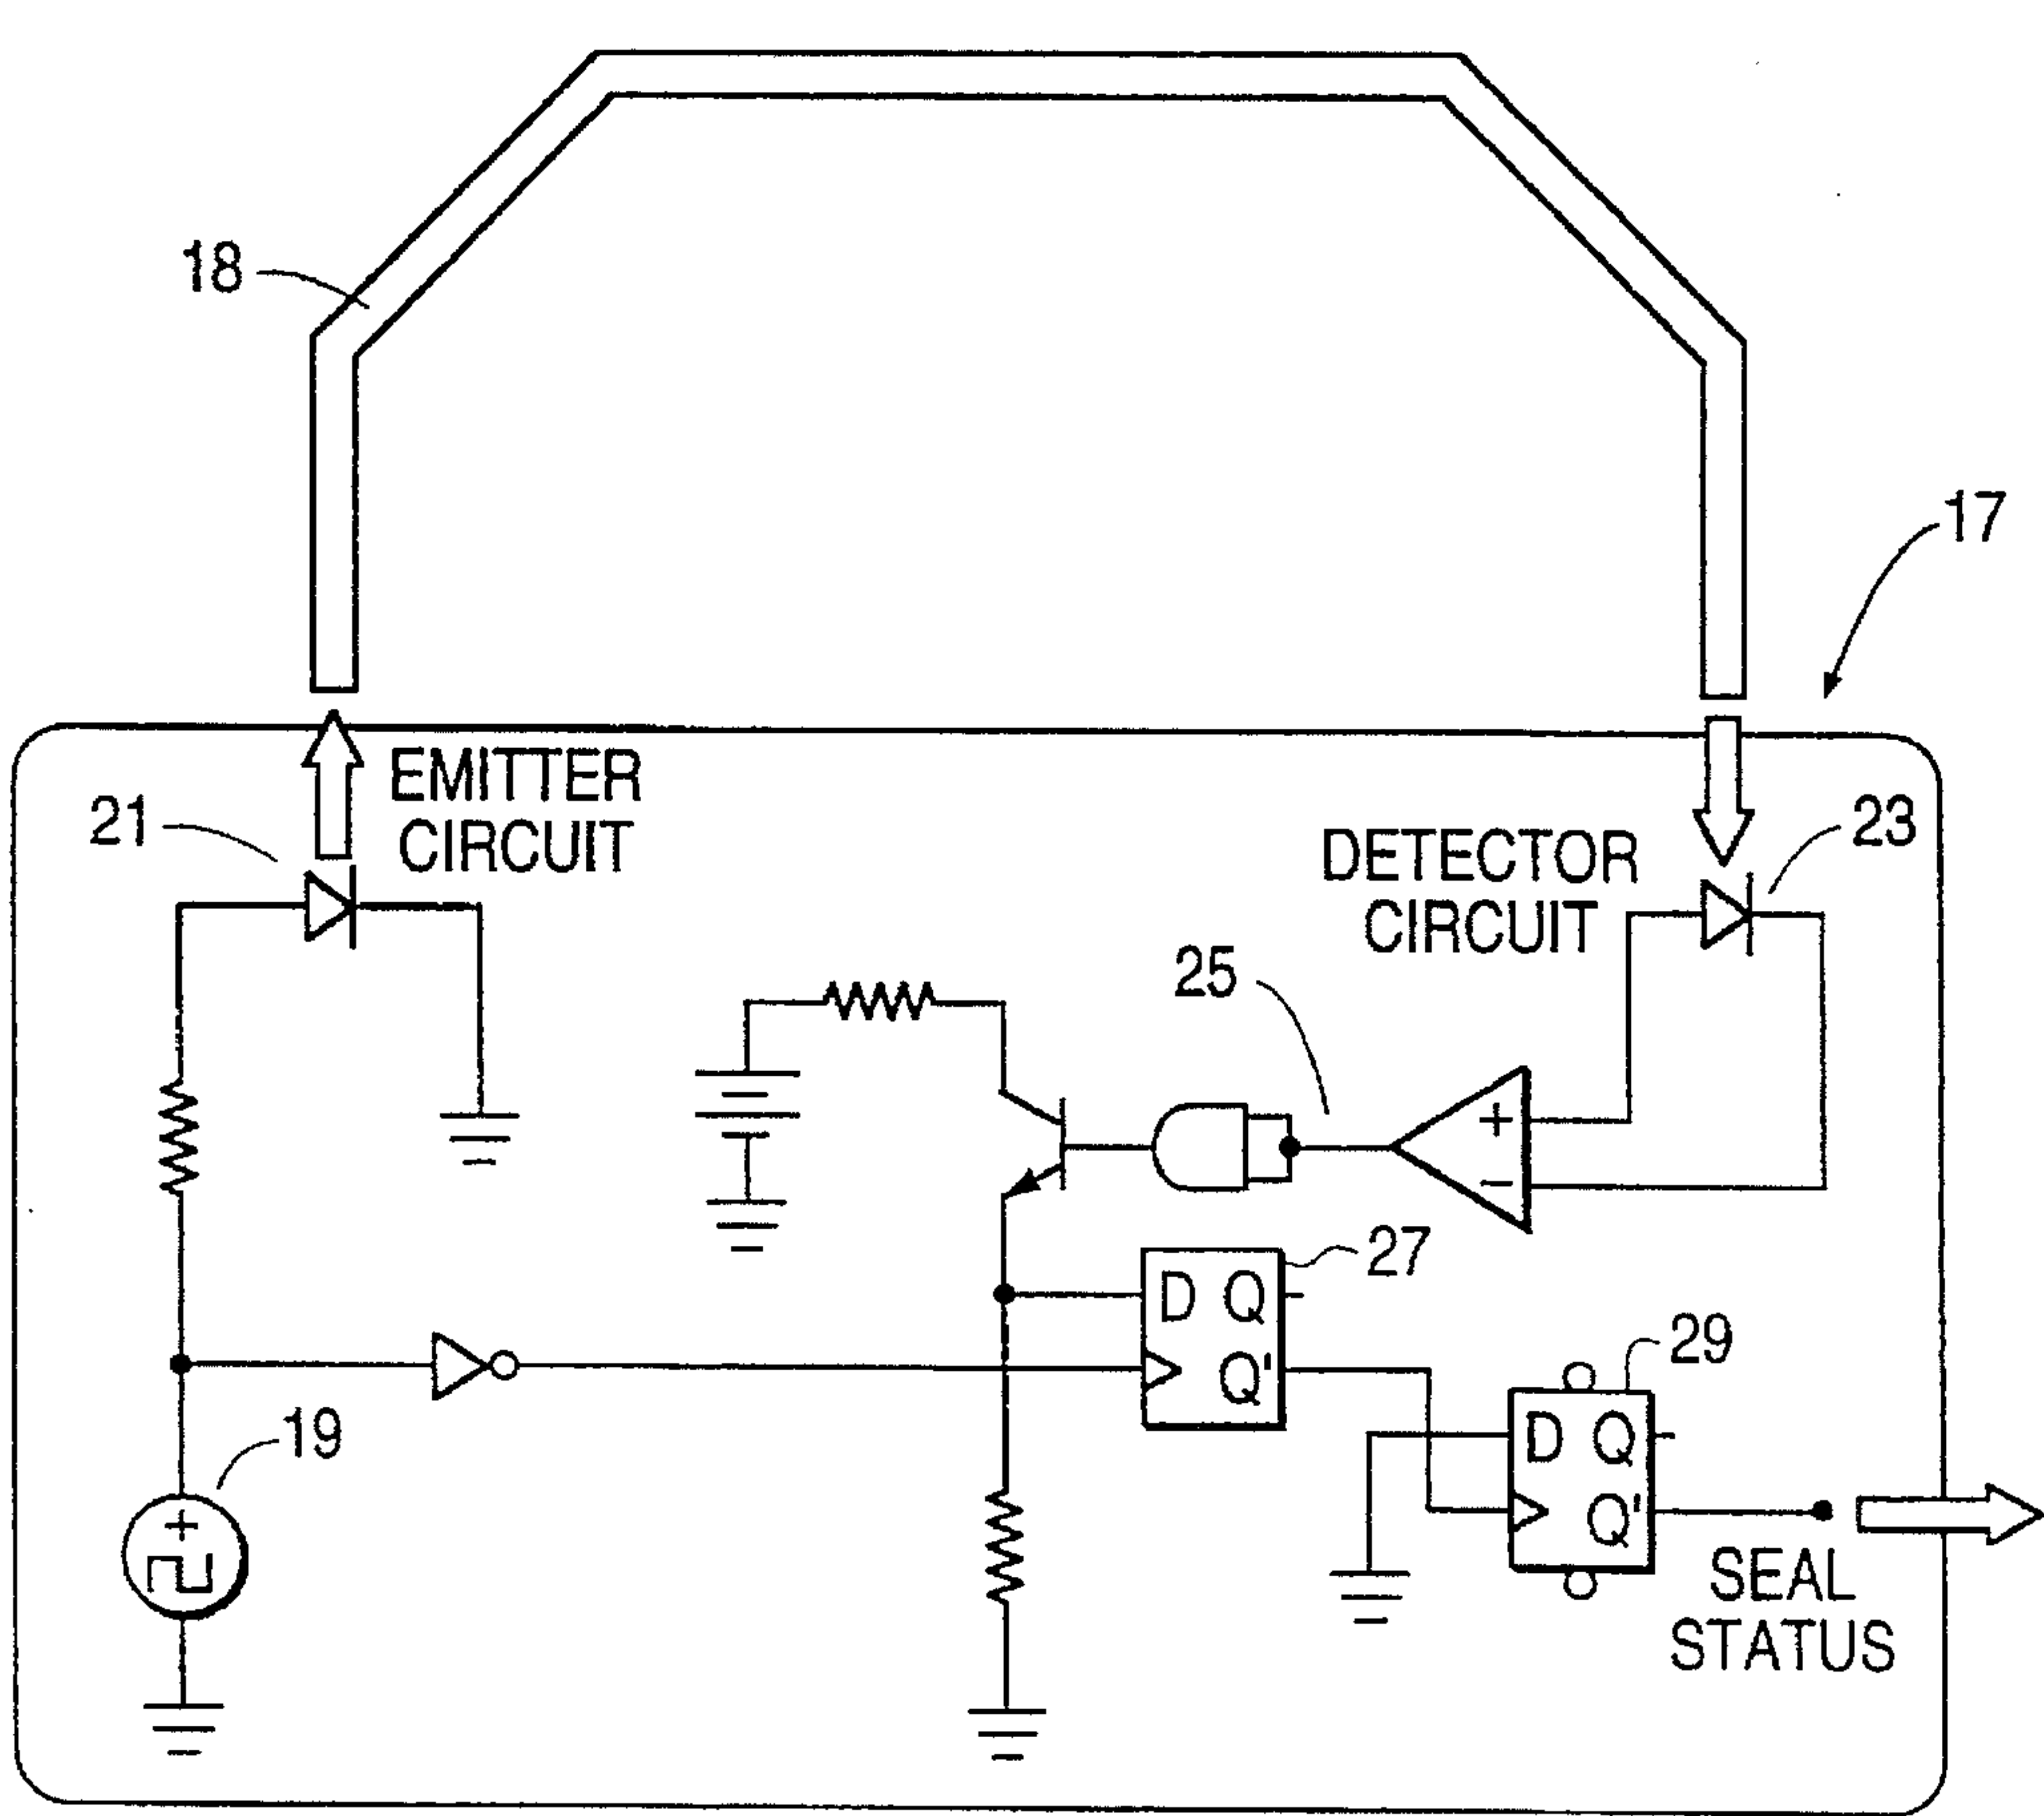 18
17
EMITTER
CIRCUIT
21
DETECTOR
CIRCUIT
23
25
+
−
27
D Q
Q'
29
D Q
Q'
19
+
SEAL
STATUS